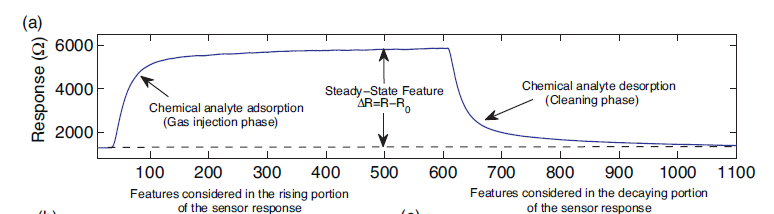 (a)
6000
4000
2000
Response (Ω)
Chemical analyte adsorption
(Gas injection phase)
Steady−State Feature
ΔR=R−R0
Chemical analyte desorption
(Cleaning phase)
100 200 300 400 500 600 700 800 900 1000 1100
Features considered in the rising portion
of the sensor response
Features considered in the decaying portion
of the sensor response